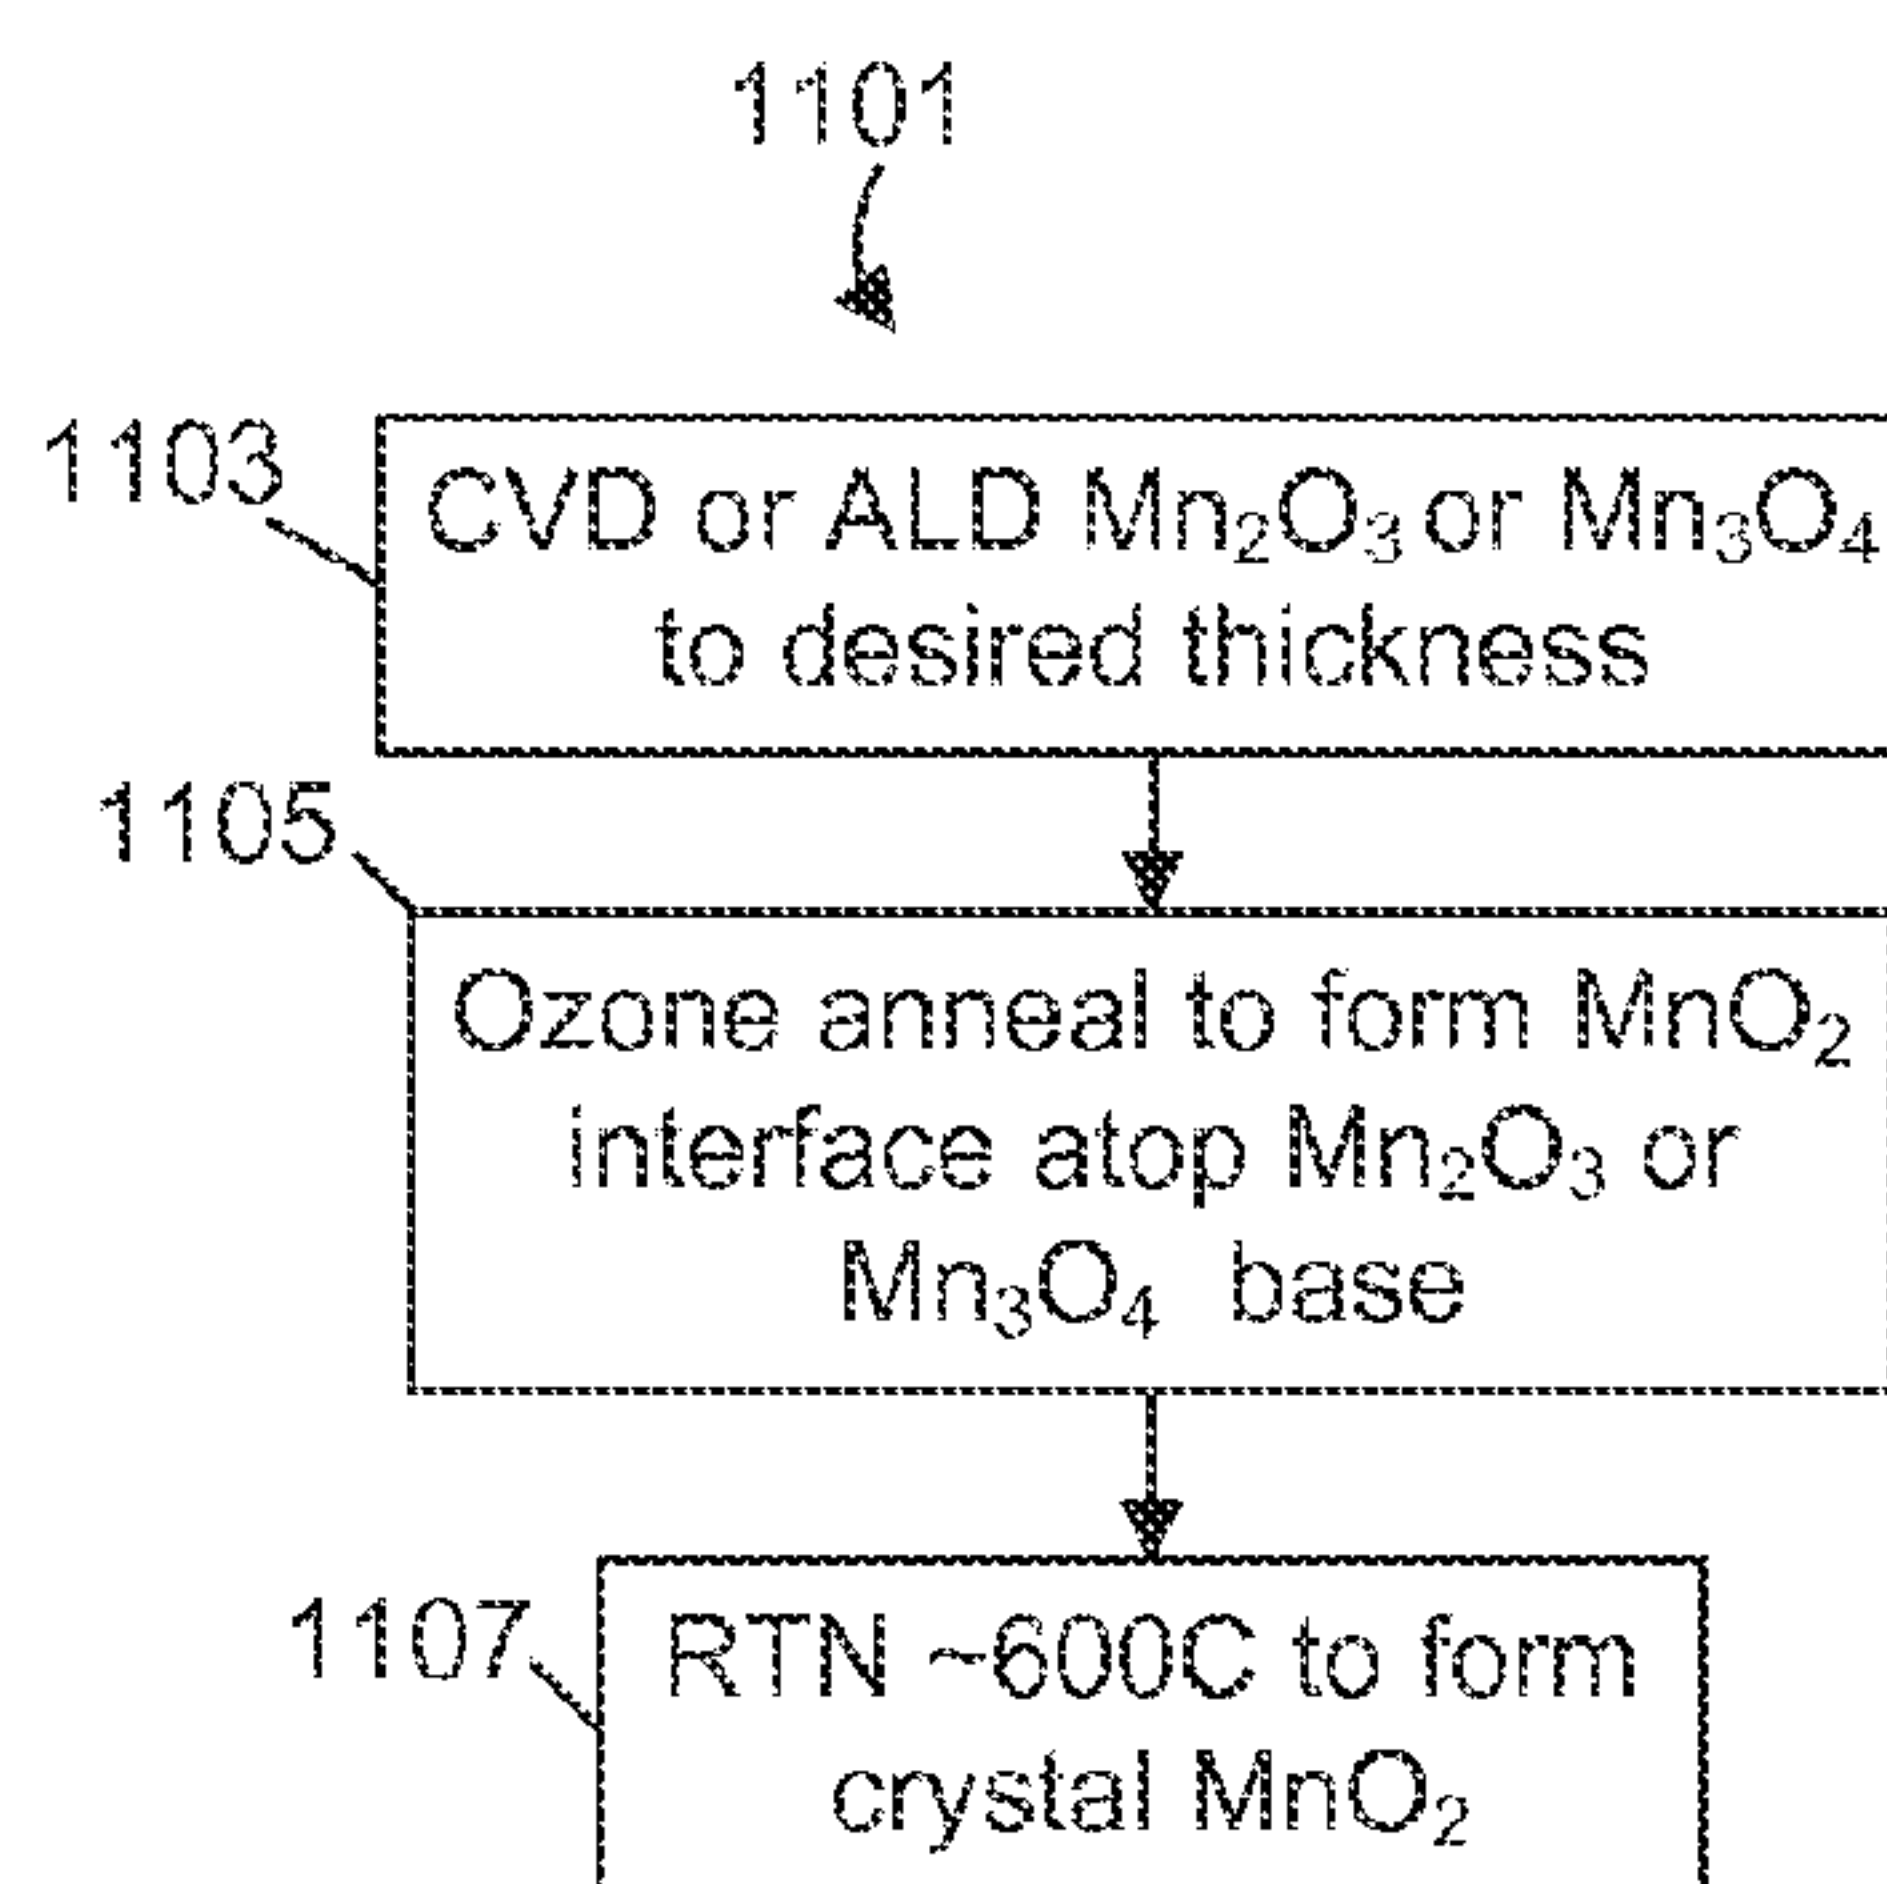 1101
1103
CVD or ALD Mn₂O₃ or Mn₃O₄
to desired thickness
1105
Ozone anneal to form MnO₂
interface atop Mn₂O₃ or
Mn₃O₄ base
1107
RTN ~600C to form
crystal MnO₂